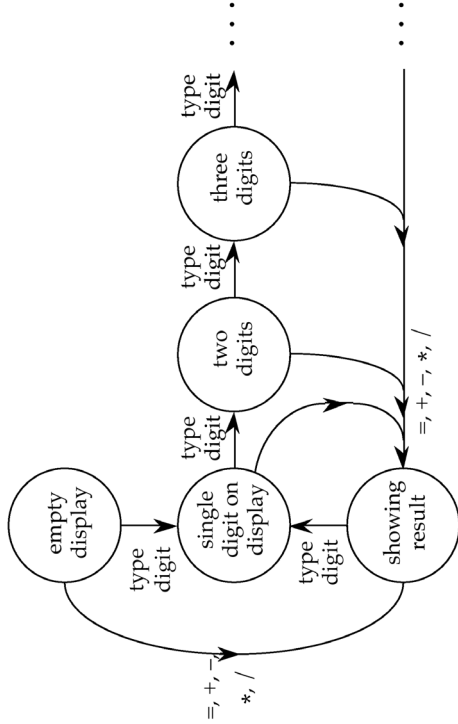 empty
display
type
digit
=, +, −,
*, /
single
digit on
display
type
digit
two
digits
type
digit
three
digits
type
digit
type
digit
showing
result
=, +, −, *, /